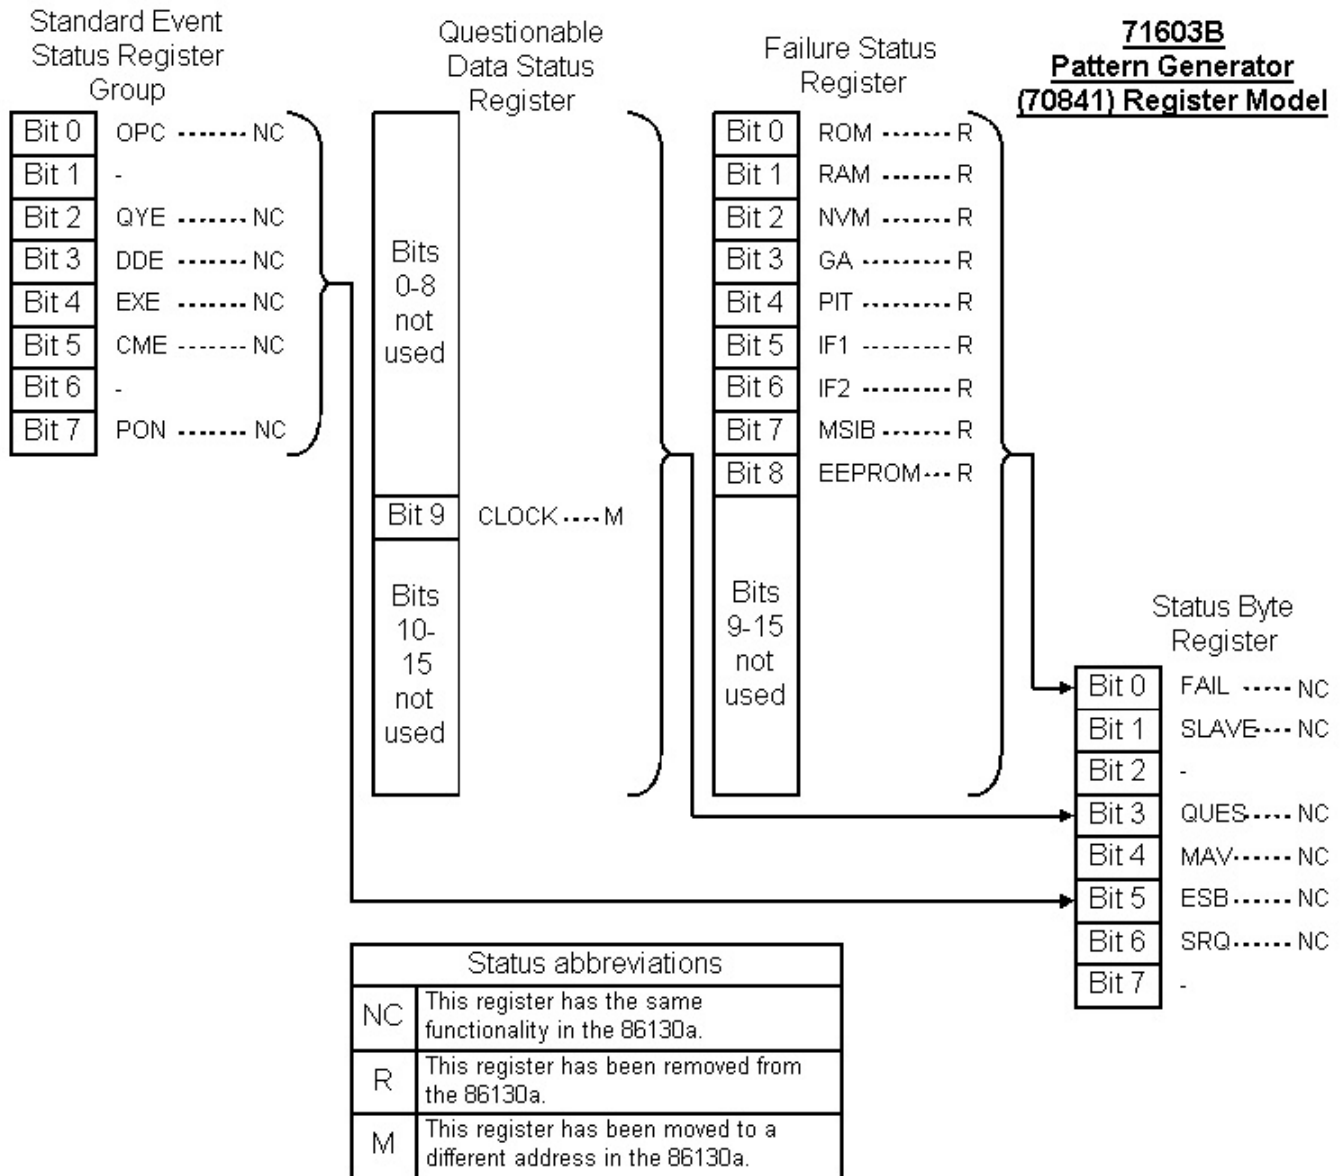 Standard Event
Status Register
Group
Bit 0 OPC ------- NC
Bit 1 -
Bit 2 QYE ------- NC
Bit 3 DDE ------- NC
Bit 4 EXE ------- NC
Bit 5 CME ------- NC
Bit 6 -
Bit 7 PON ------- NC
Questionable
Data Status
Register
Bits
0-8
not
used
Bit 9 CLOCK ---- M
Bits
10-
15
not
used
Failure Status
Register
Bit 0 ROM ------- R
Bit 1 RAM ------- R
Bit 2 NVM ------- R
Bit 3 GA --------- R
Bit 4 PIT --------- R
Bit 5 IF1 --------- R
Bit 6 IF2 --------- R
Bit 7 MSIB ------- R
Bit 8 EEPROM --- R
Bits
9-15
not
used
71603B
Pattern Generator
(70841) Register Model
Status Byte
Register
Bit 0 FAIL ----- NC
Bit 1 SLAVE ---- NC
Bit 2 -
Bit 3 QUES ----- NC
Bit 4 MAV ------ NC
Bit 5 ESB ------ NC
Bit 6 SRQ ------ NC
Bit 7 -
Status abbreviations
NC This register has the same
functionality in the 86130a.
R This register has been removed from
the 86130a.
M This register has been moved to a
different address in the 86130a.